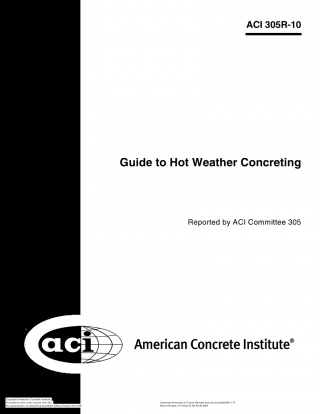 ACI 305R-10
Guide to Hot Weather Concreting
Reported by ACI Committee 305
aci
American Concrete Institute®